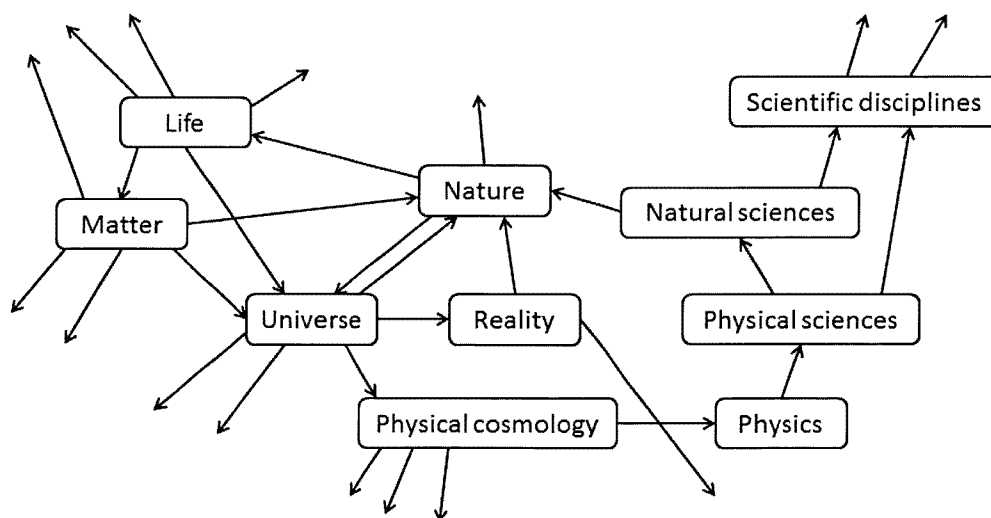 Scientific disciplines
Life
Nature
Natural sciences
Matter
Universe
Reality
Physical sciences
Physical cosmology
Physics